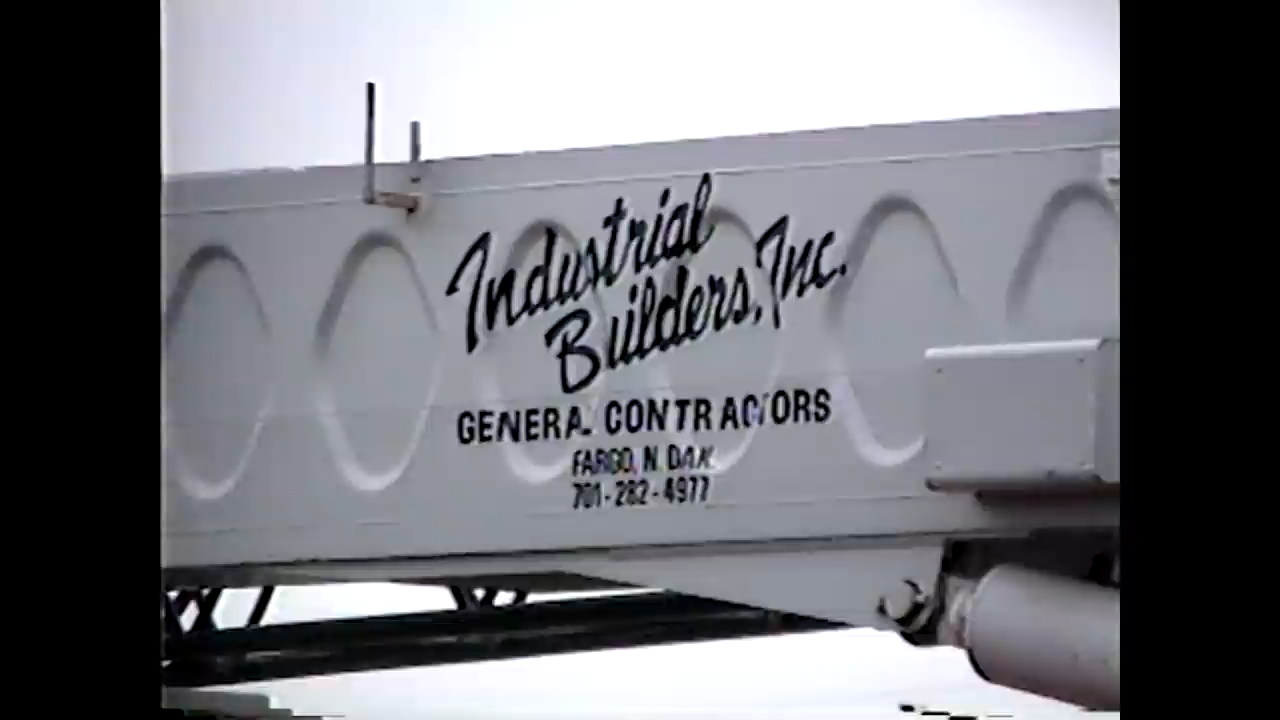 Industrial
Builders, Inc.
GENERAL CONTRACTORS
FARGO, N. DAK.
701-282-4977